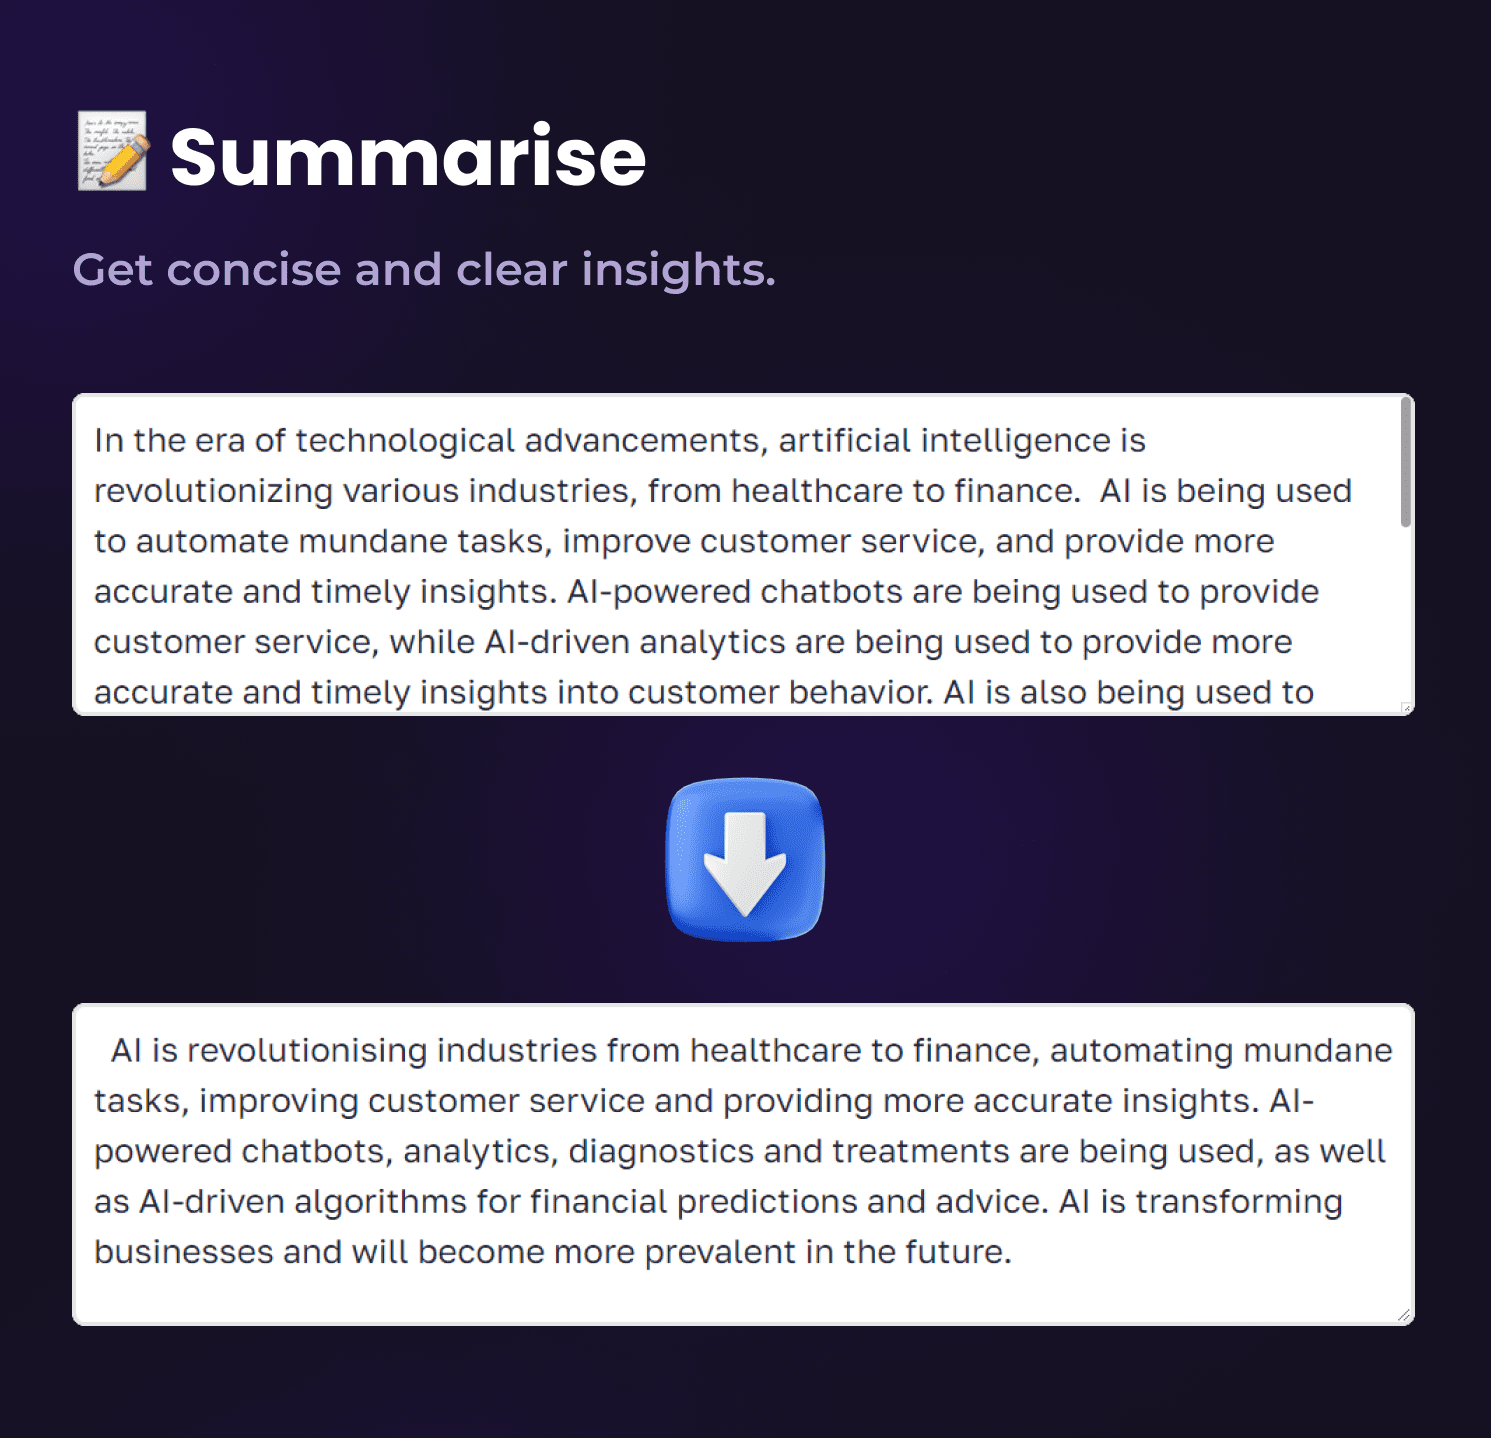 Summarise
Get concise and clear insights.
In the era of technological advancements, artificial intelligence is
revolutionizing various industries, from healthcare to finance.  AI is being used
to automate mundane tasks, improve customer service, and provide more
accurate and timely insights. AI-powered chatbots are being used to provide
customer service, while AI-driven analytics are being used to provide more
accurate and timely insights into customer behavior. AI is also being used to
AI is revolutionising industries from healthcare to finance, automating mundane
tasks, improving customer service and providing more accurate insights. AI-
powered chatbots, analytics, diagnostics and treatments are being used, as well
as AI-driven algorithms for financial predictions and advice. AI is transforming
businesses and will become more prevalent in the future.